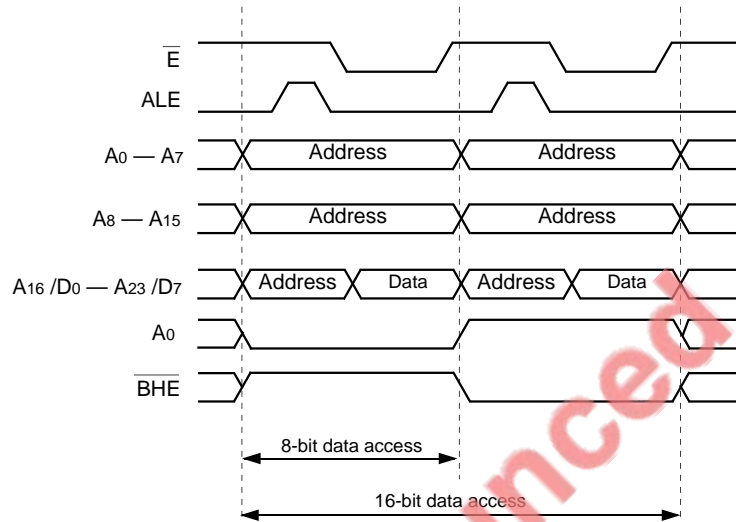 E
ALE
A0 — A7
Address Address
A8 — A15
Address Address
A16 /D0 — A23 /D7
Address Data Address Data
A0
BHE
8-bit data access
16-bit data access